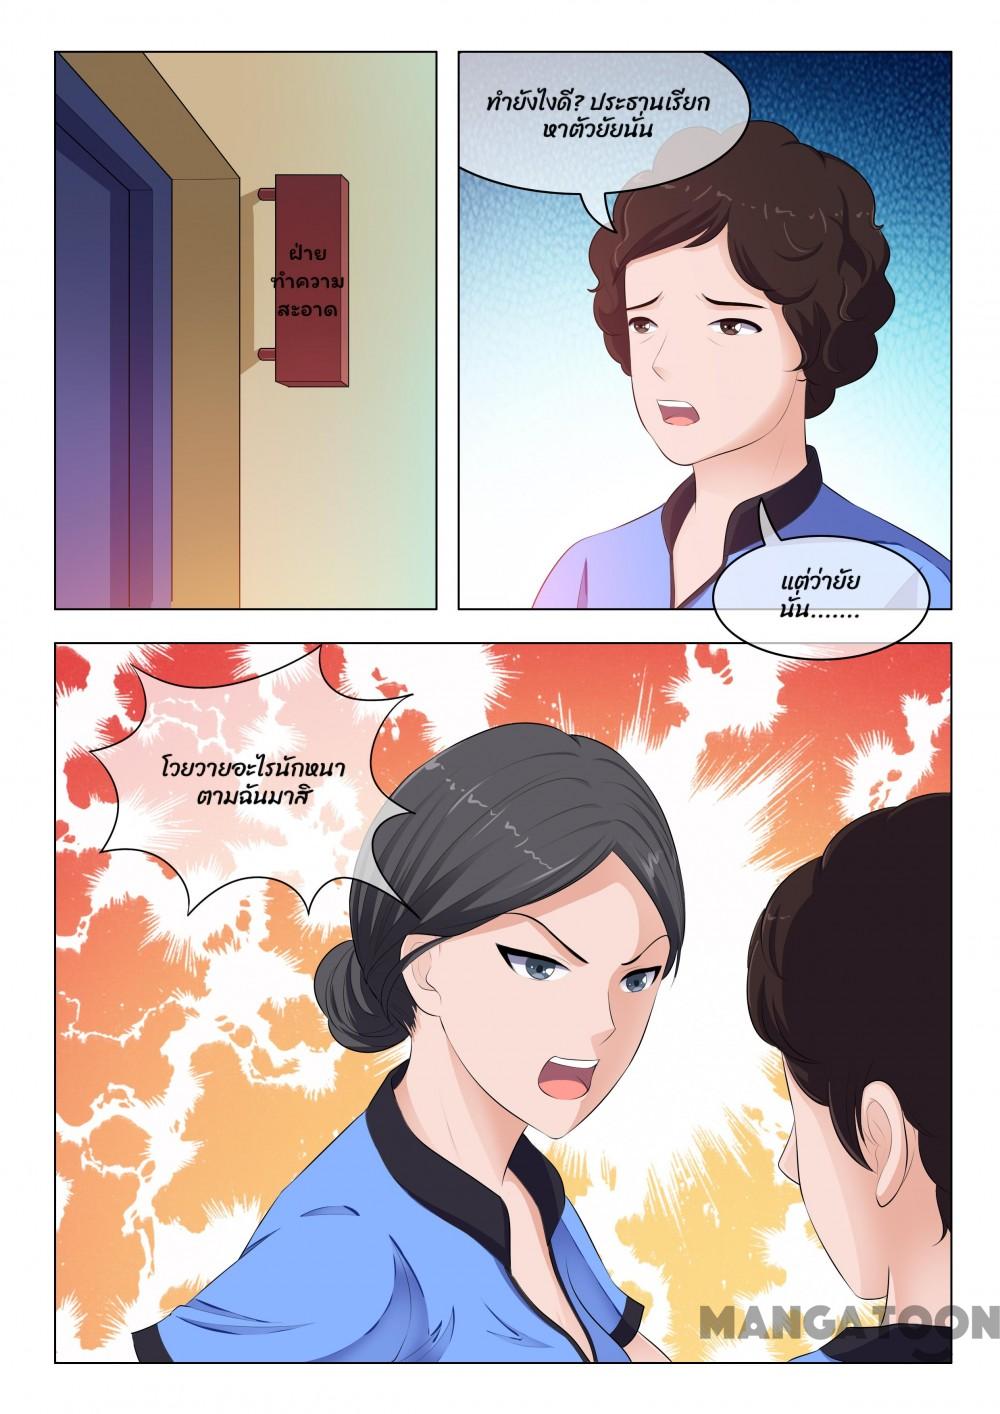 ฝ่าย
ทำความ
สะอาด
ทำยังไงดี? ประธานเรียก
หาตัวยัยนั่น
แต่ว่ายัย
นั่น.......
โวยวายอะไรนักหนา
ตามฉันมาสิ
MANGATOON